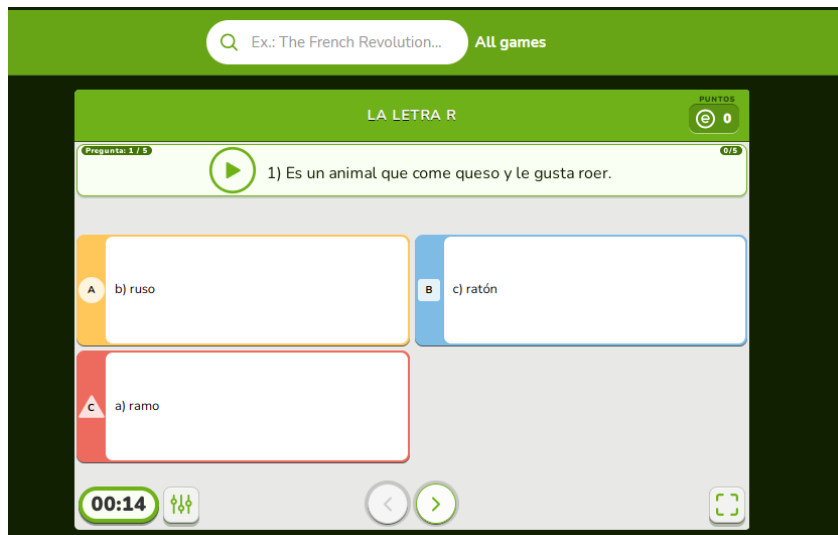 Ex.: The French Revolution...
All games
LA LETRA R
PUNTOS
e 0
Pregunta: 1 / 5
0/5
1) Es un animal que come queso y le gusta roer.
A b) ruso
B c) ratón
C a) ramo
00:14